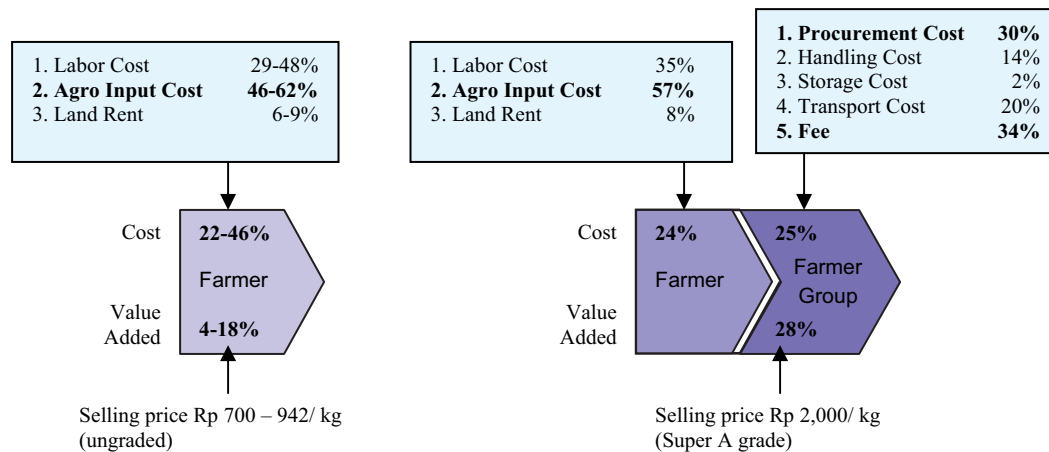 1. Labor Cost 29-48%
2. Agro Input Cost 46-62%
3. Land Rent 6-9%
Cost
22-46%
Farmer
Value
Added
4-18%
Selling price Rp 700 – 942/ kg
(ungraded)
1. Labor Cost 35%
2. Agro Input Cost 57%
3. Land Rent 8%
1. Procurement Cost 30%
2. Handling Cost 14%
3. Storage Cost 2%
4. Transport Cost 20%
5. Fee 34%
Cost
24%
25%
Farmer
Farmer
Group
Value
Added
28%
Selling price Rp 2,000/ kg
(Super A grade)